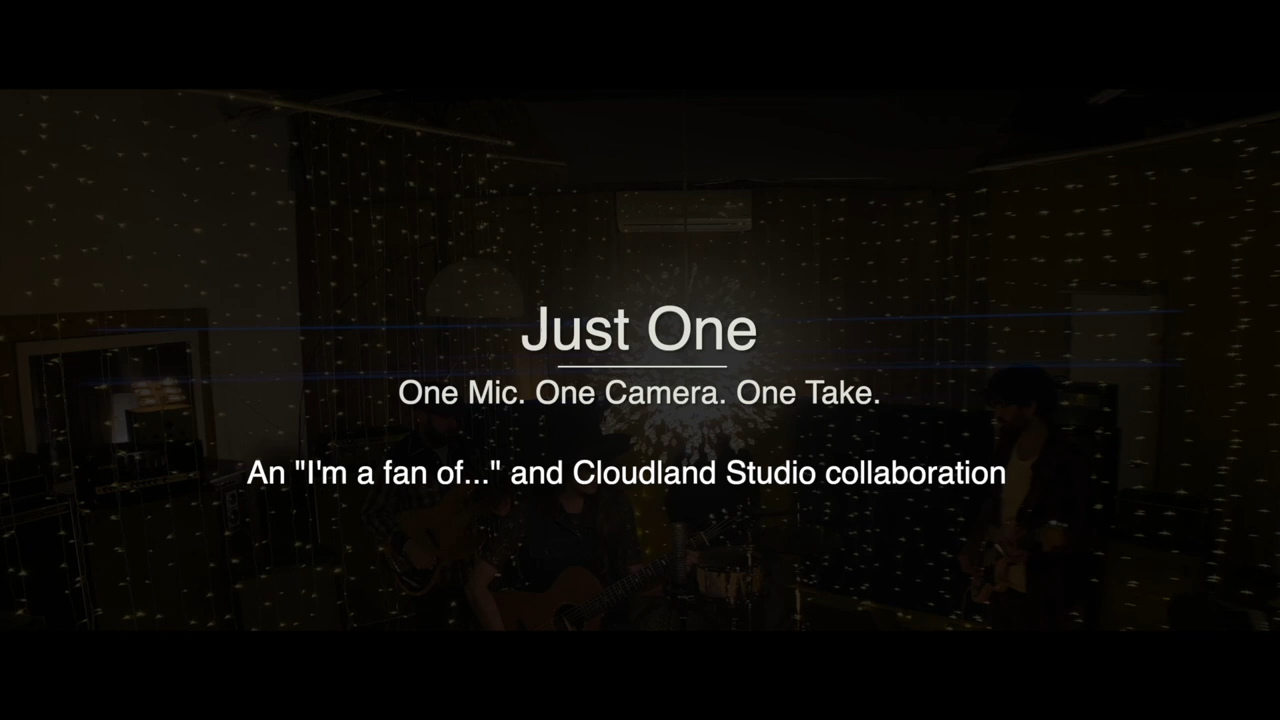 Just One
One Mic. One Camera. One Take.
An "I'm a fan of..." and Cloudland Studio collaboration